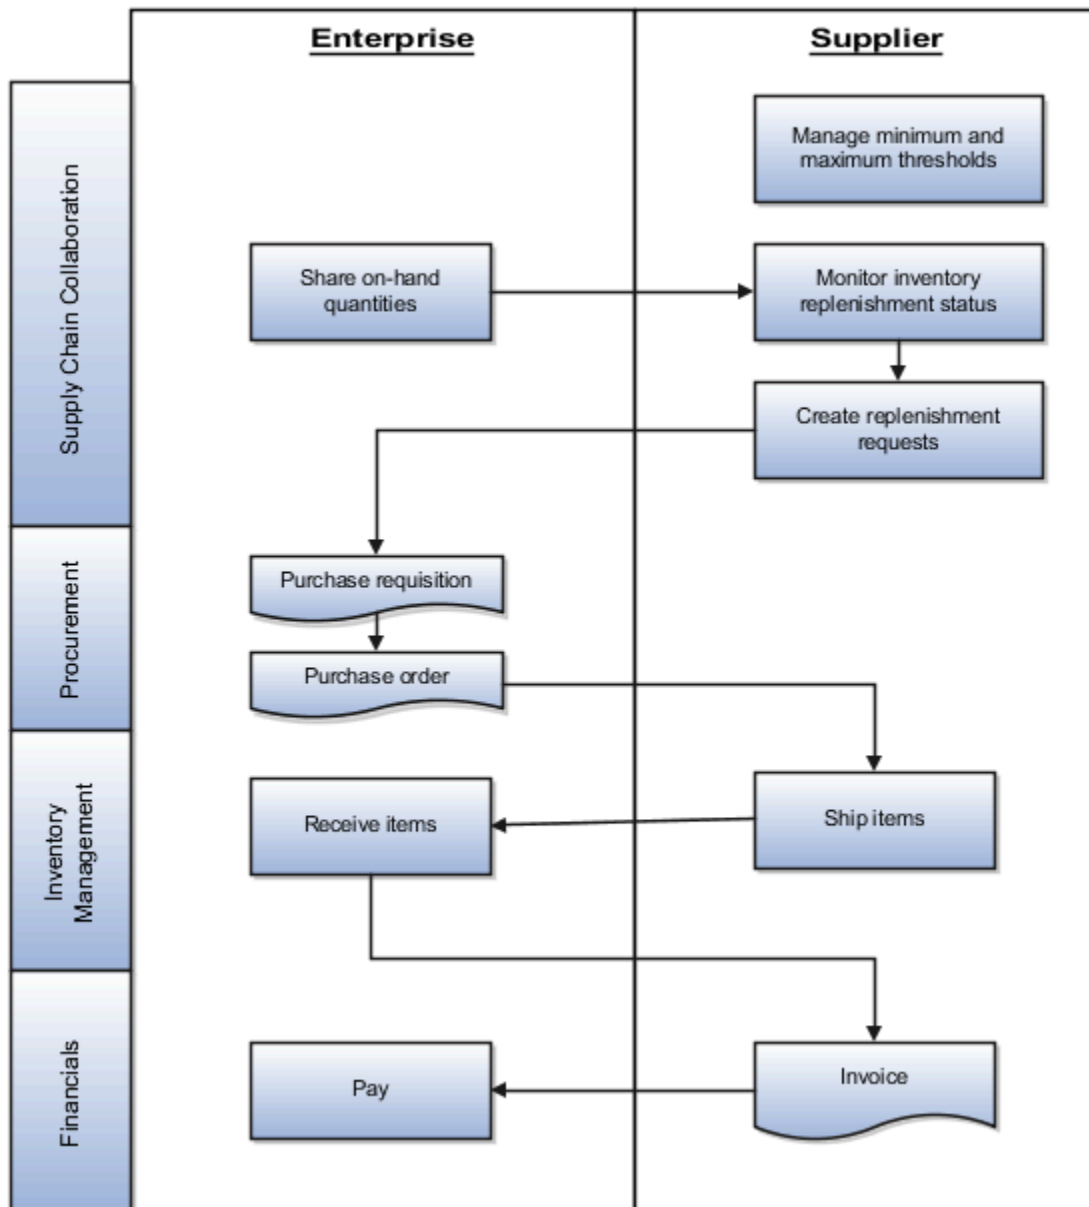 Enterprise
Supplier
Supply Chain Collaboration
Manage minimum and
maximum thresholds
Share on-hand
quantities
Monitor inventory
replenishment status
Create replenishment
requests
Procurement
Purchase requisition
Purchase order
Inventory
Management
Receive items
Ship items
Financials
Pay
Invoice